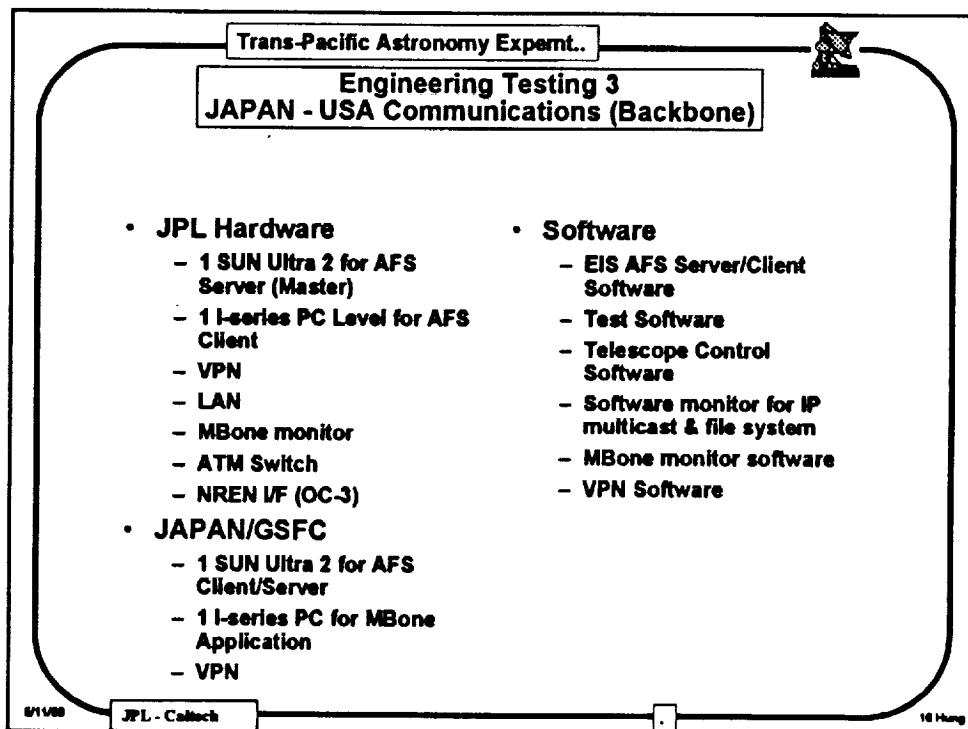 Trans-Pacific Astronomy Expernt..
Engineering Testing 3
JAPAN - USA Communications (Backbone)
• JPL Hardware
– 1 SUN Ultra 2 for AFS
Server (Master)
– 1 I-series PC Level for AFS
Client
– VPN
– LAN
– MBone monitor
– ATM Switch
– NREN I/F (OC-3)
• JAPAN/GSFC
– 1 SUN Ultra 2 for AFS
Client/Server
– 1 I-series PC for MBone
Application
– VPN
• Software
– EIS AFS Server/Client
Software
– Test Software
– Telescope Control
Software
– Software monitor for IP
multicast & file system
– MBone monitor software
– VPN Software
JPL - Caltech
.
16 Hung